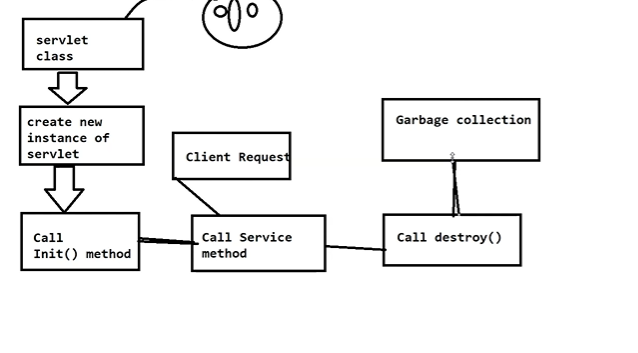 servlet
class
create new
instance of
servlet
Client Request
Garbage collection
Call
Init() method
Call Service
method
Call destroy()